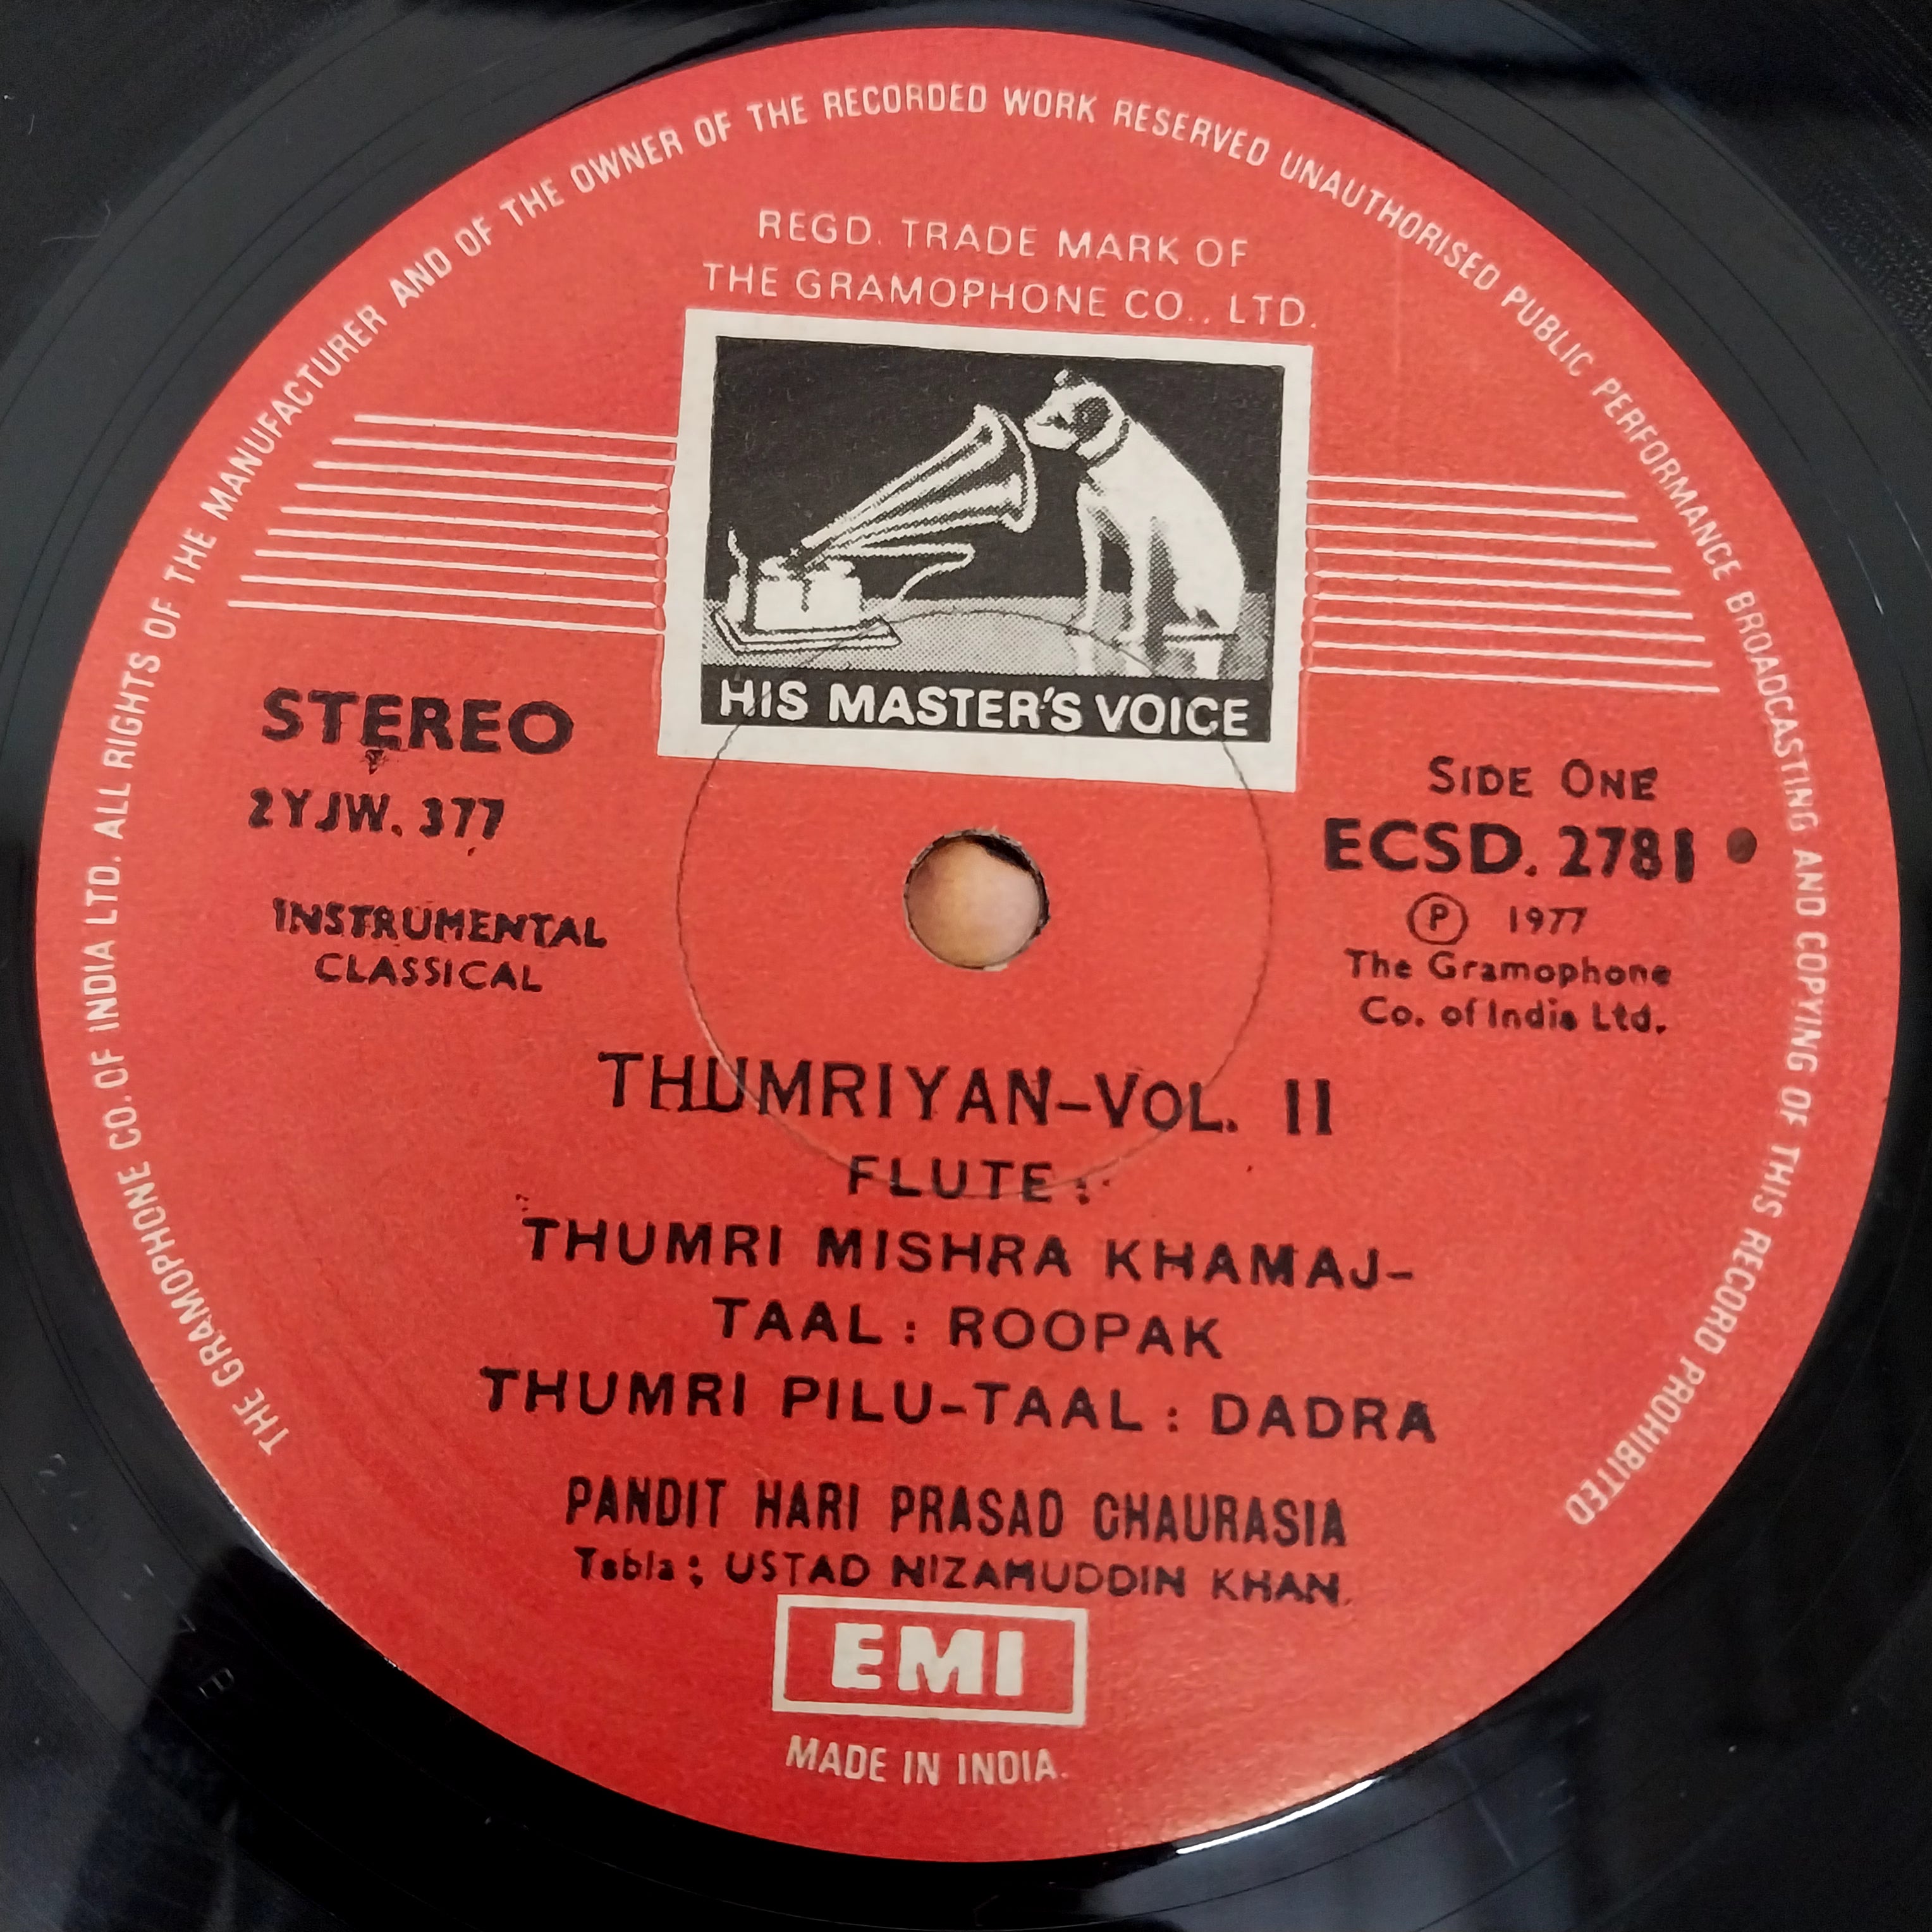 THE GRAMOPHONE CO. OF INDIA LTD. ALL RIGHTS OF THE MANUFACTURER AND OF THE OWNER OF THE RECORDED WORK RESERVED UNAUTHORISED PUBLIC PERFORMANCE BROADCASTING AND COPYING OF THIS RECORD PROHIBITED
REGD. TRADE MARK OF
THE GRAMOPHONE CO., LTD.
HIS MASTER'S VOICE
STEREO
2YJW. 377
INSTRUMENTAL
CLASSICAL
SIDE ONE
ECSD. 2781
Ⓟ 1977
The Gramophone
Co. of India Ltd.
THUMRIYAN–VOL. II
FLUTE:
THUMRI MISHRA KHAMAJ–
TAAL: ROOPAK
THUMRI PILU–TAAL: DADRA
PANDIT HARI PRASAD CHAURASIA
Tabla: USTAD NIZAMUDDIN KHAN.
EMI
MADE IN INDIA.